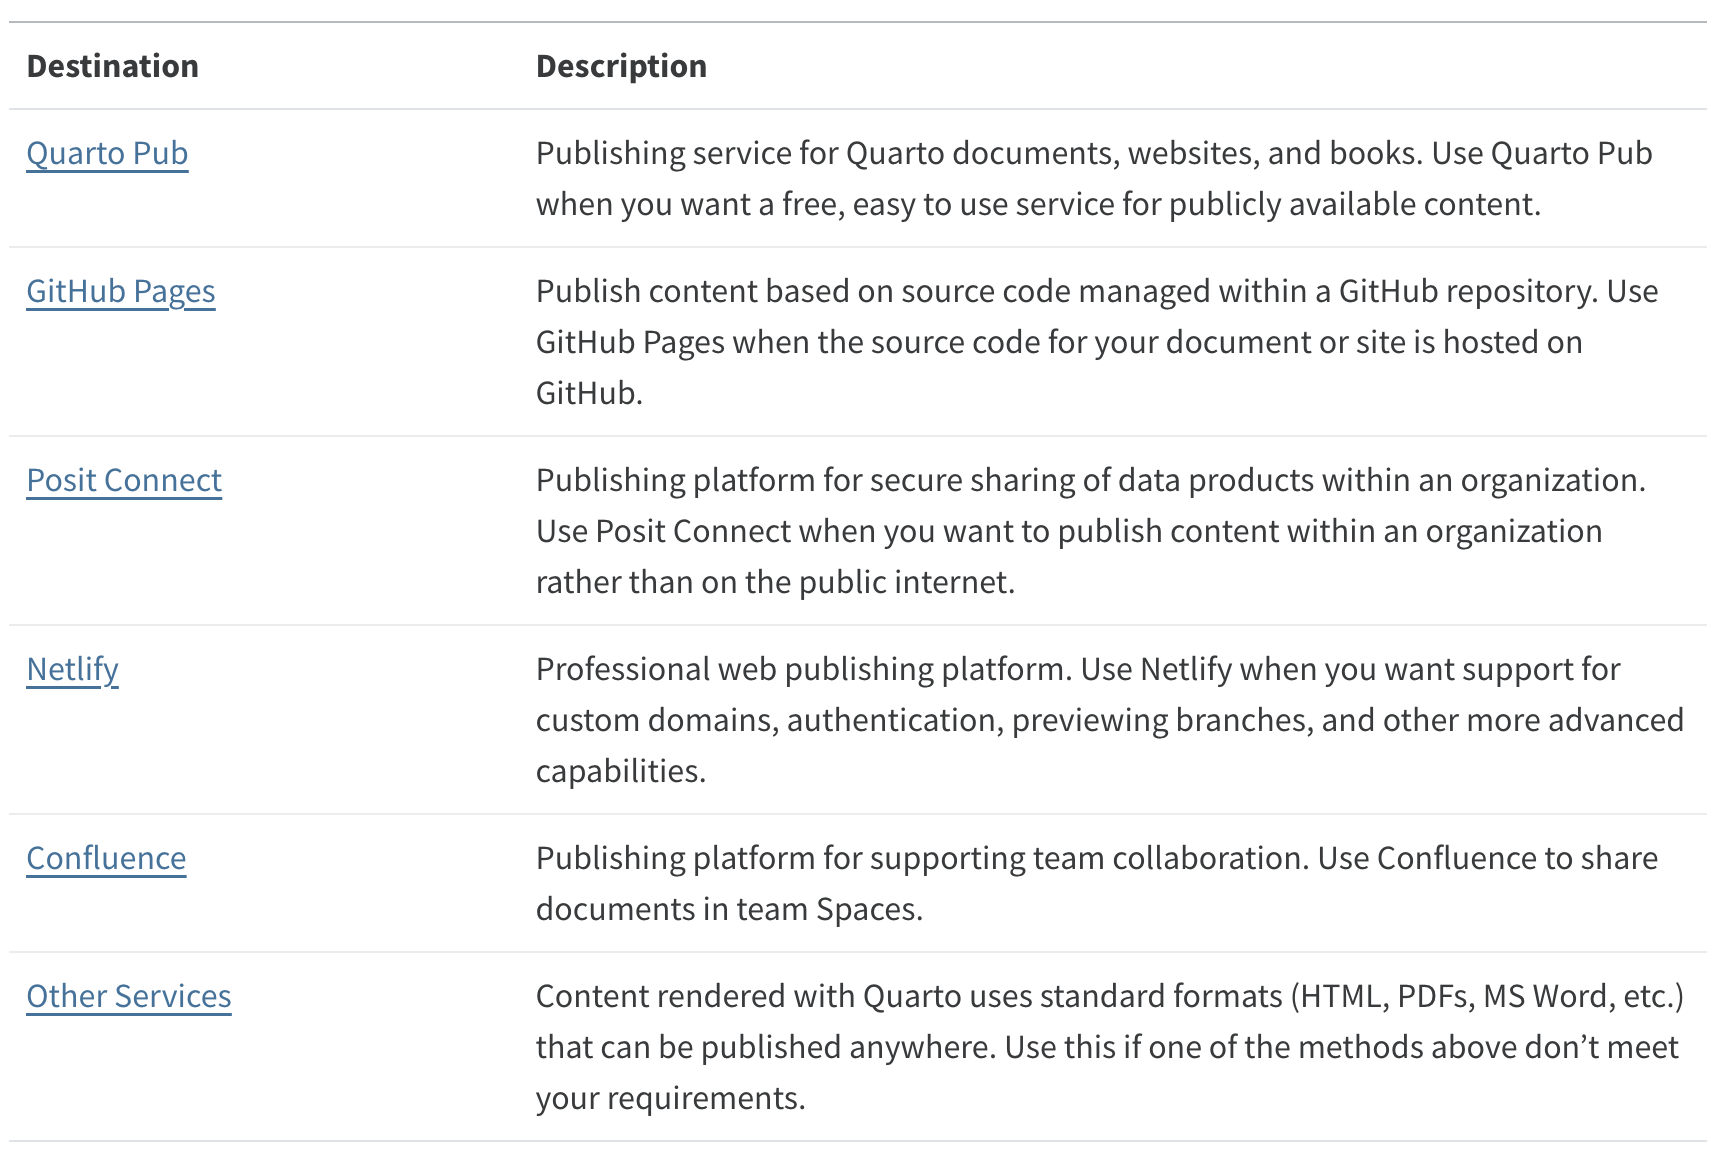 Destination
Description
Quarto Pub
Publishing service for Quarto documents, websites, and books. Use Quarto Pub
when you want a free, easy to use service for publicly available content.
GitHub Pages
Publish content based on source code managed within a GitHub repository. Use
GitHub Pages when the source code for your document or site is hosted on
GitHub.
Posit Connect
Publishing platform for secure sharing of data products within an organization.
Use Posit Connect when you want to publish content within an organization
rather than on the public internet.
Netlify
Professional web publishing platform. Use Netlify when you want support for
custom domains, authentication, previewing branches, and other more advanced
capabilities.
Confluence
Publishing platform for supporting team collaboration. Use Confluence to share
documents in team Spaces.
Other Services
Content rendered with Quarto uses standard formats (HTML, PDFs, MS Word, etc.)
that can be published anywhere. Use this if one of the methods above don’t meet
your requirements.